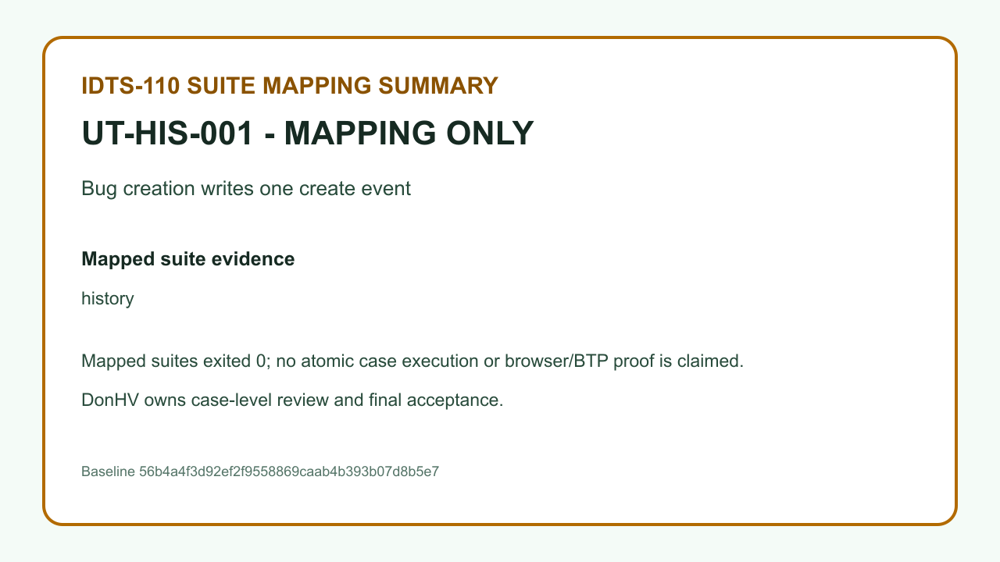 IDTS-110 SUITE MAPPING SUMMARY
UT-HIS-001 - MAPPING ONLY
Bug creation writes one create event
Mapped suite evidence
history
Mapped suites exited 0; no atomic case execution or browser/BTP proof is claimed.
DonHV owns case-level review and final acceptance.
Baseline 56b4a4f3d92ef2f9558869caab4b393b07d8b5e7